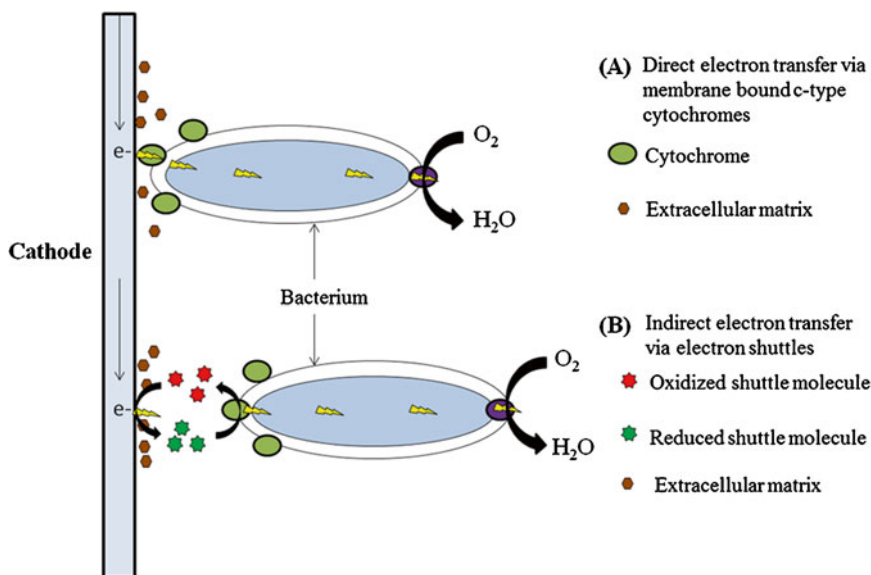 (A) Direct electron transfer via
membrane bound c-type
cytochromes
Cytochrome
Extracellular matrix
e-
O2
H2O
Cathode
Bacterium
(B) Indirect electron transfer
via electron shuttles
Oxidized shuttle molecule
Reduced shuttle molecule
Extracellular matrix
e-
O2
H2O